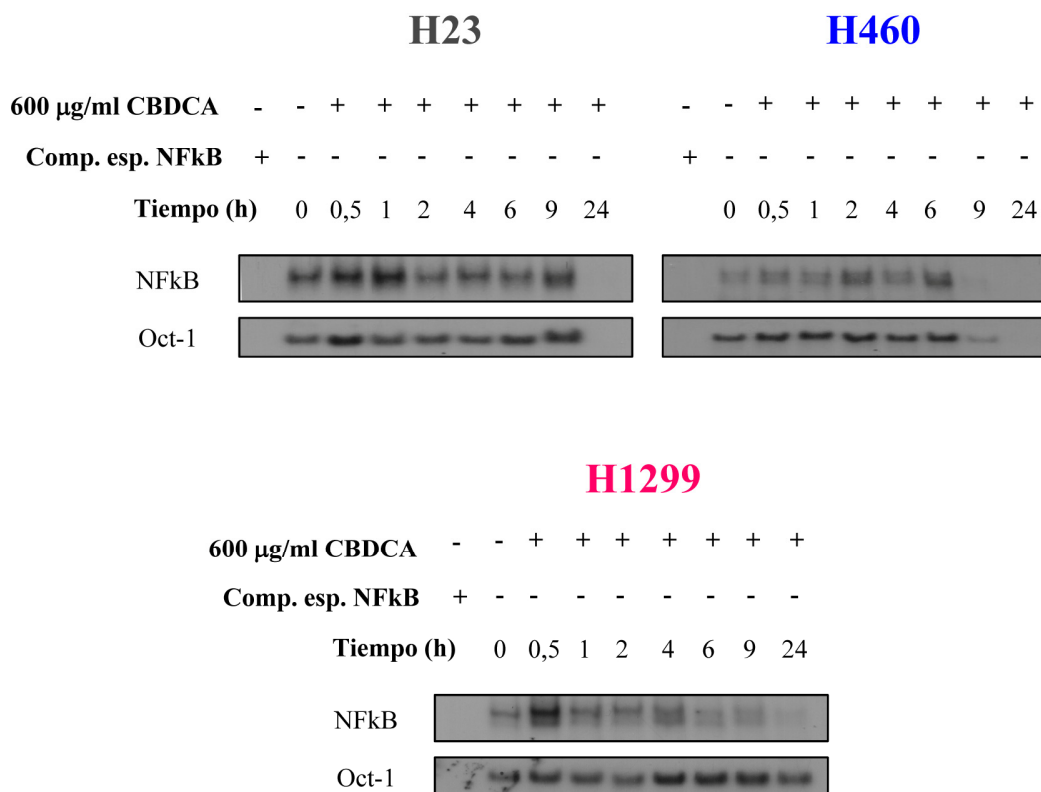 H23 H460
600 µg/ml CBDCA - - + + + + + + + - - + + + + + + +
Comp. esp. NFkB + - - - - - - - - + - - - - - - - -
Tiempo (h) 0 0,5 1 2 4 6 9 24 0 0,5 1 2 4 6 9 24
NFkB
Oct-1
H1299
600 µg/ml CBDCA - - + + + + + + +
Comp. esp. NFkB + - - - - - - - -
Tiempo (h) 0 0,5 1 2 4 6 9 24
NFkB
Oct-1